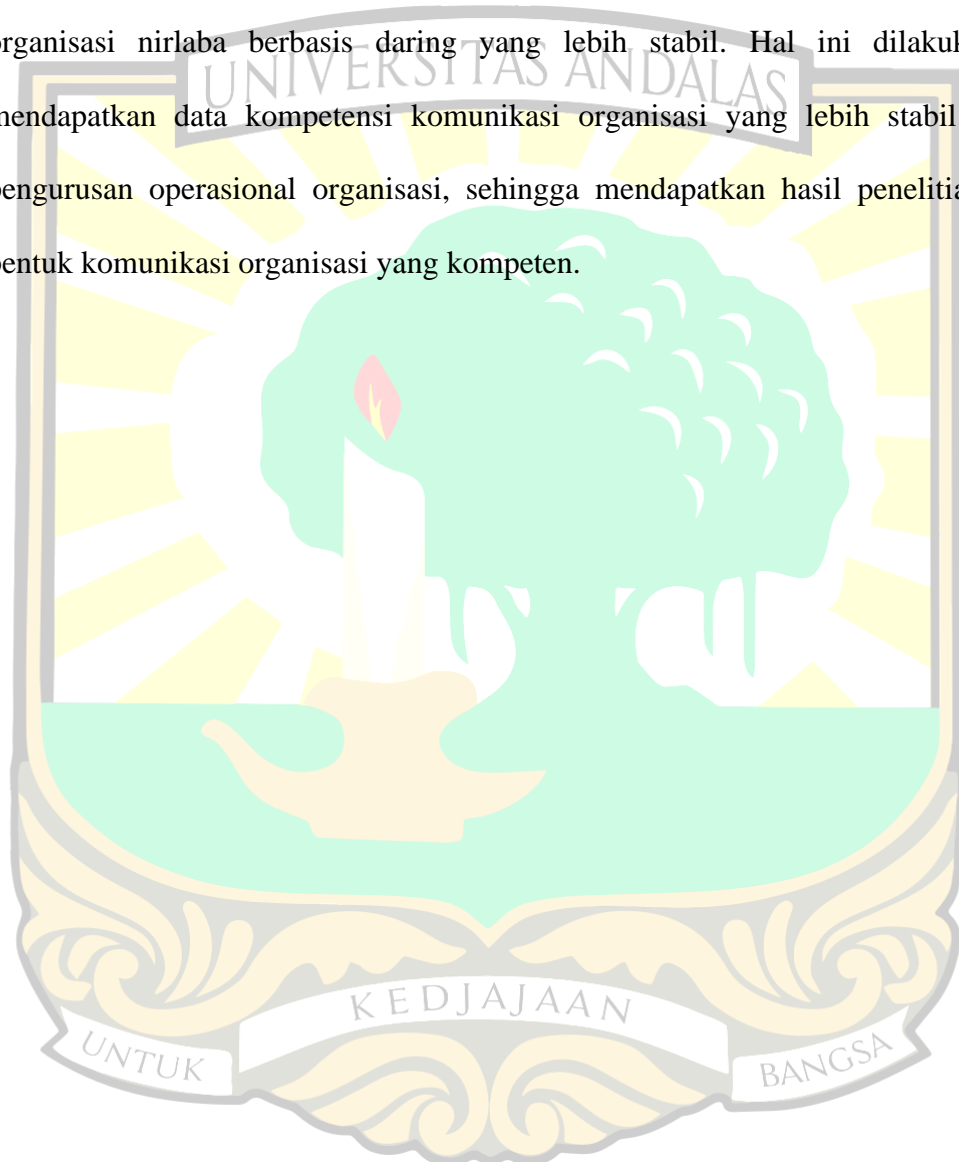 organisasi nirlaba berbasis daring yang lebih stabil. Hal ini dilakuk
UNIVERSITAS ANDALAS
mendapatkan data kompetensi komunikasi organisasi yang lebih stabil
pengurusan operasional organisasi, sehingga mendapatkan hasil penelitia
bentuk komunikasi organisasi yang kompeten.
KEDJAJAAN
UNTUK
BANGSA